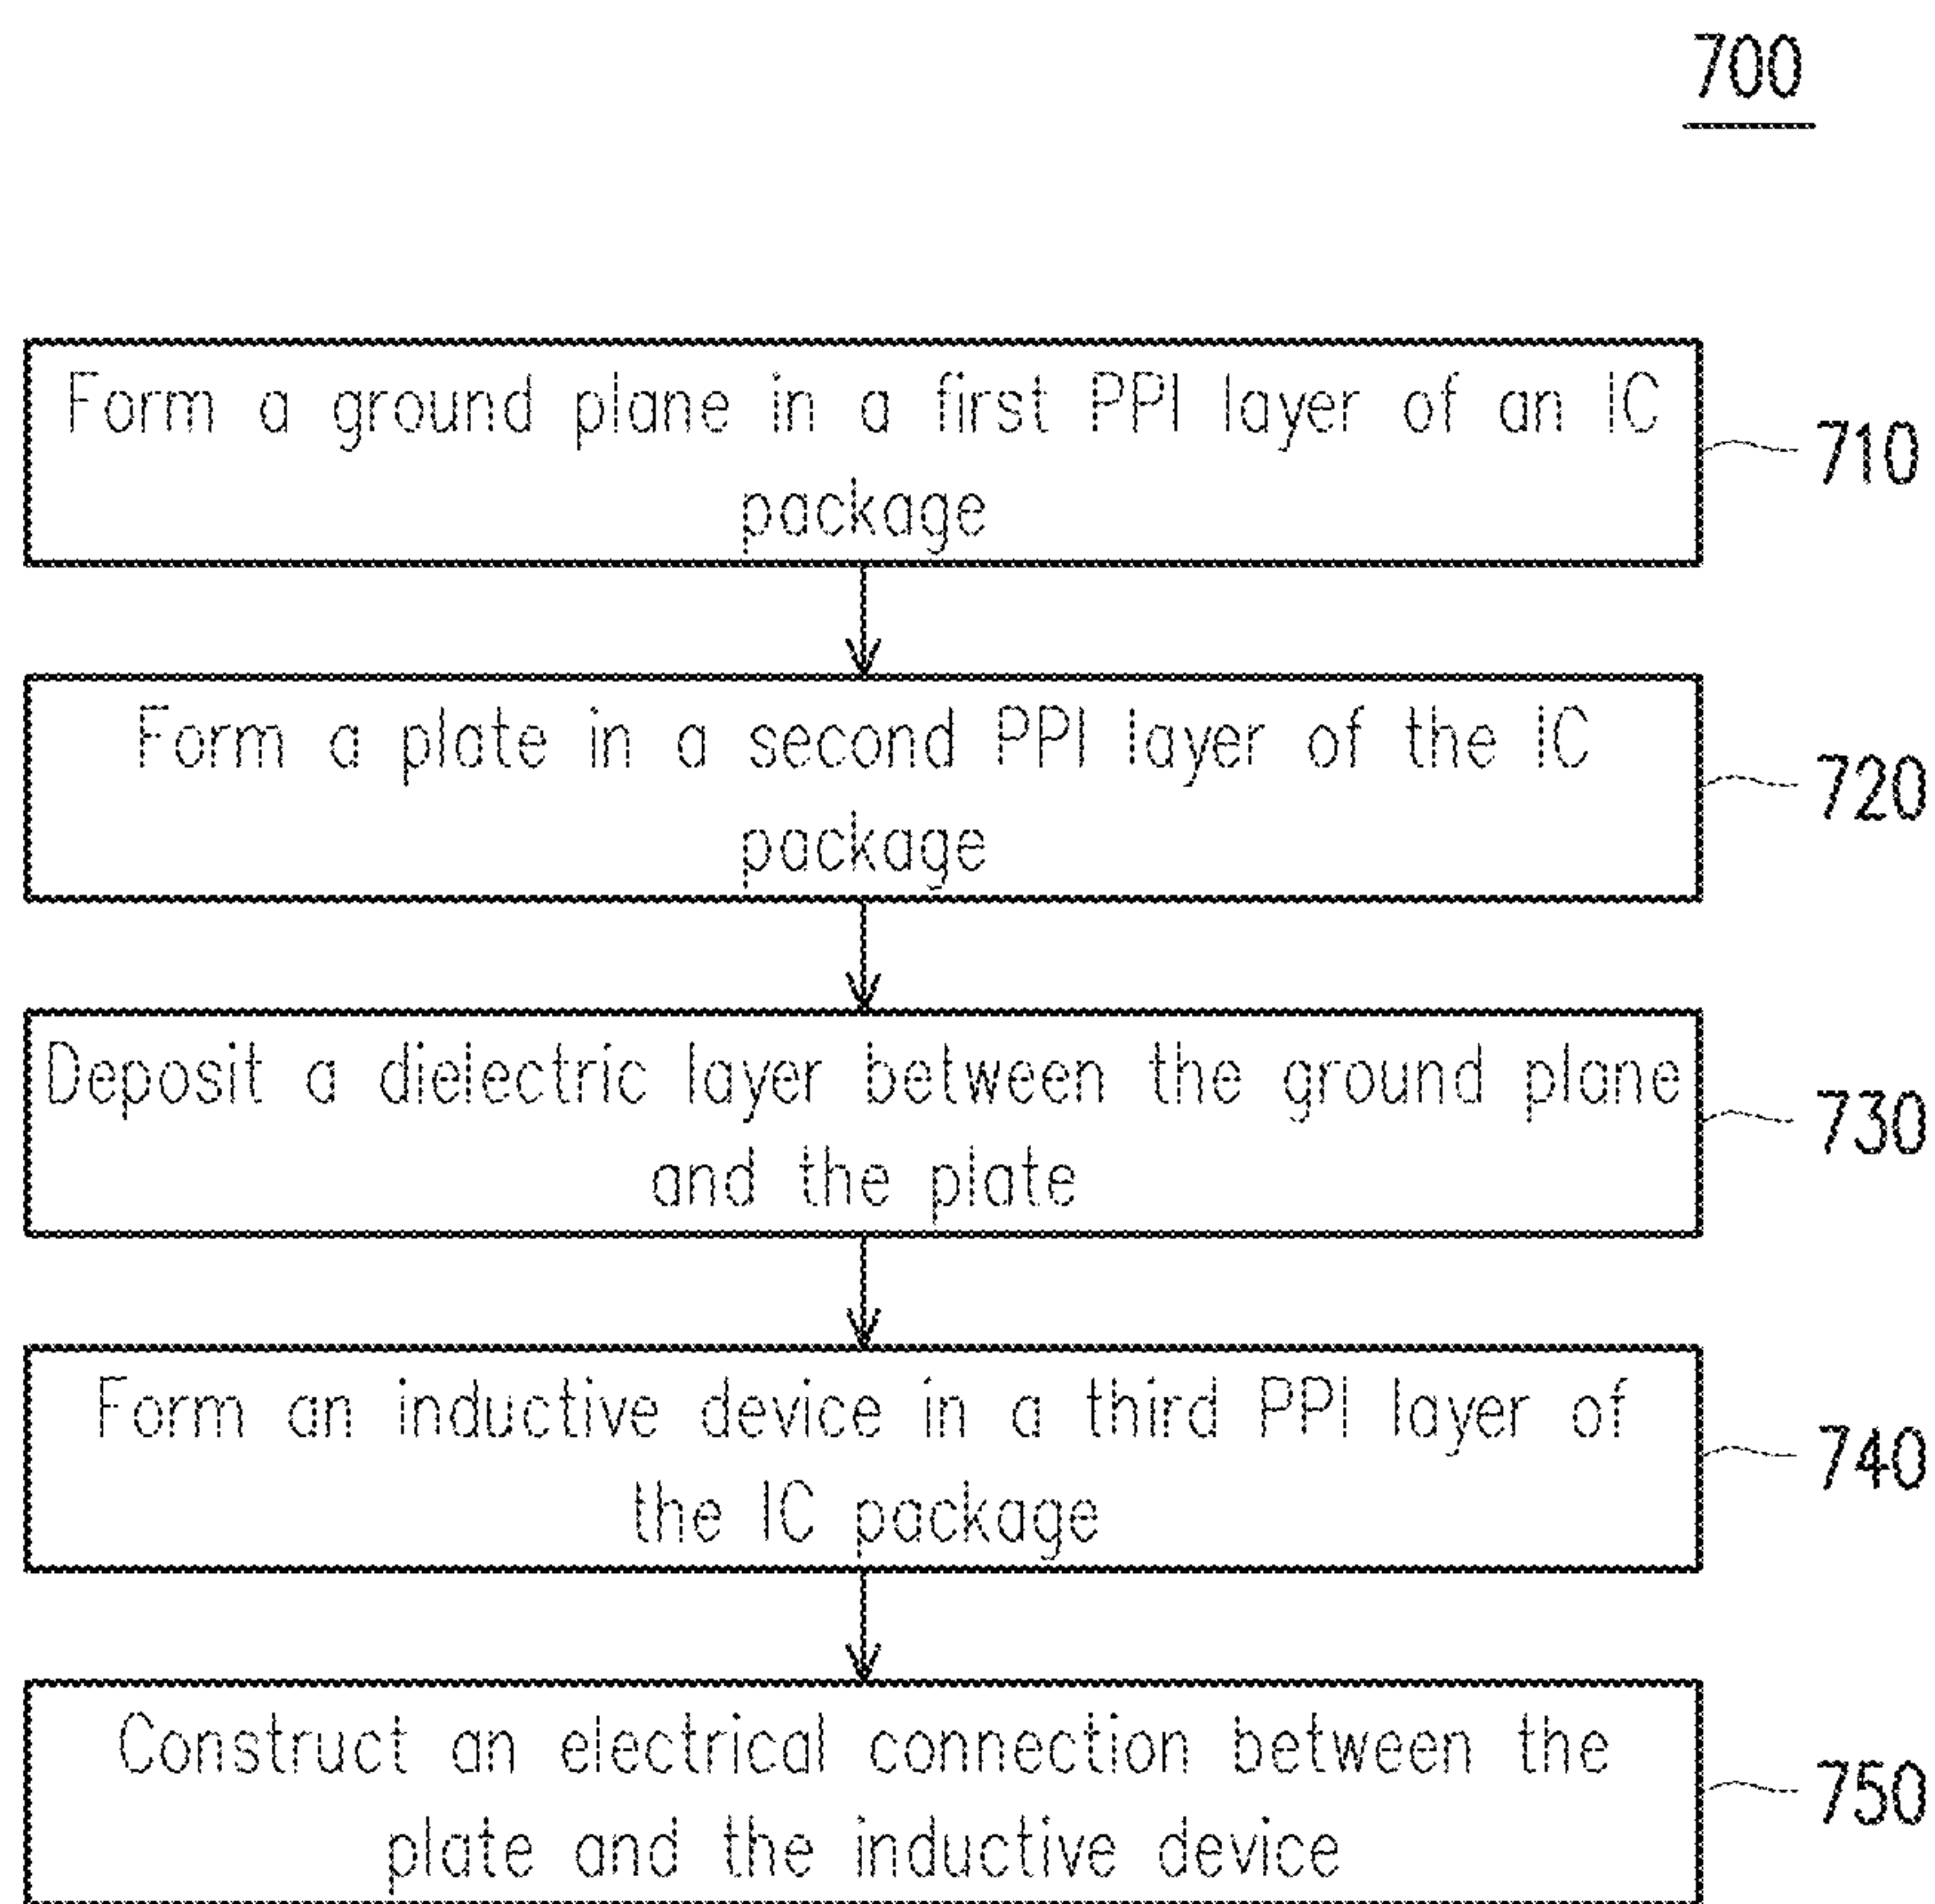 700
Form a ground plane in a first PPI layer of an IC
package
710
Form a plate in a second PPI layer of the IC
package
720
Deposit a dielectric layer between the ground plane
and the plate
730
Form an inductive device in a third PPI layer of
the IC package
740
Construct an electrical connection between the
plate and the inductive device
750